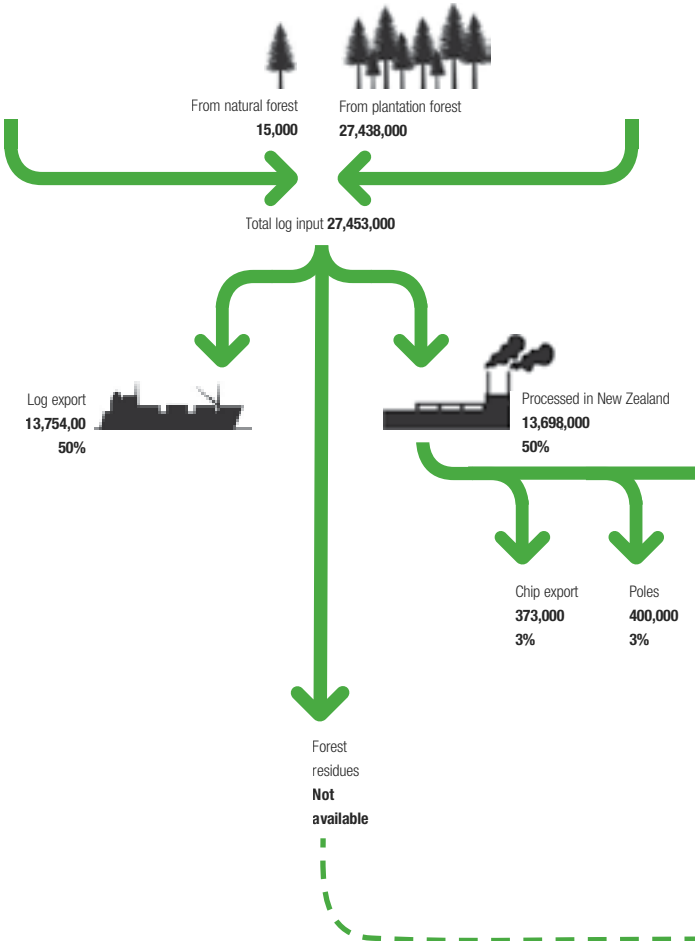 From natural forest
15,000
From plantation forest
27,438,000
Total log input 27,453,000
Log export
13,754,00
50%
Processed in New Zealand
13,698,000
50%
Chip export
373,000
3%
Poles
400,000
3%
Forest
residues
Not
available